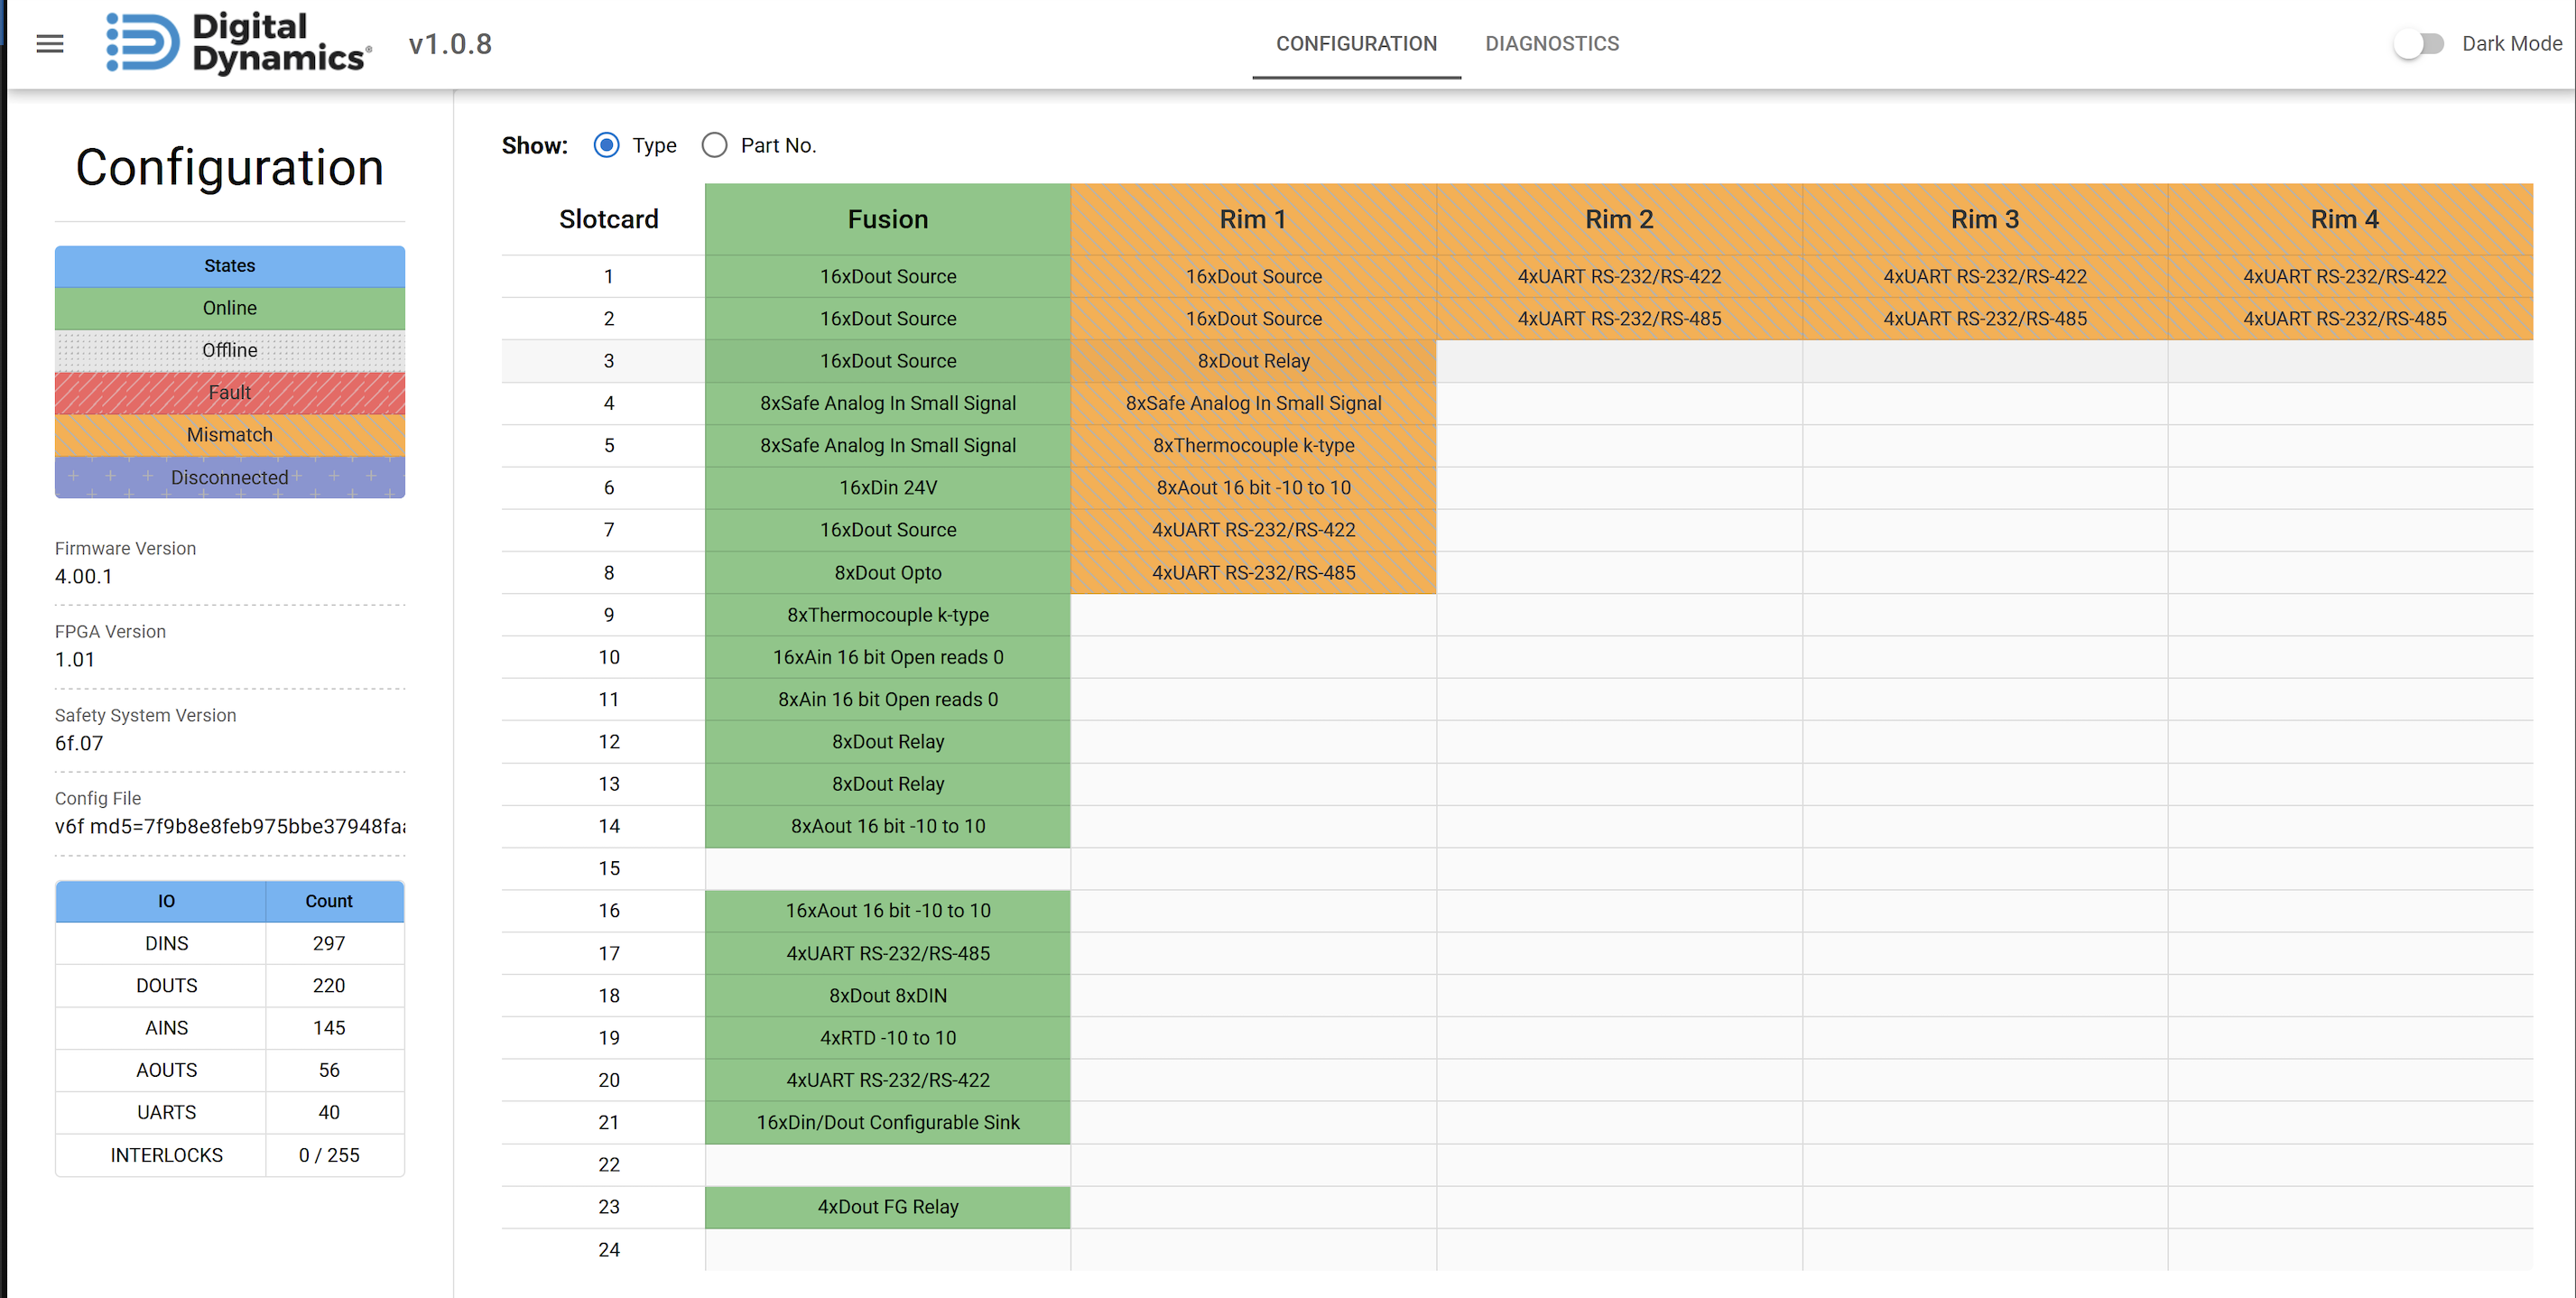 Digital Dynamics® v1.0.8 CONFIGURATION DIAGNOSTICS Dark Mode
Configuration
States
Online
Offline
Fault
Mismatch
Disconnected
Firmware Version
4.00.1
FPGA Version
1.01
Safety System Version
6f.07
Config File
v6f md5=7f9b8e8feb975bbe37948fa
IO Count
DINS 297
DOUTS 220
AINS 145
AOUTS 56
UARTS 40
INTERLOCKS 0 / 255
Show: Type Part No.
Slotcard Fusion Rim 1 Rim 2 Rim 3 Rim 4
1 16xDout Source 16xDout Source 4xUART RS-232/RS-422 4xUART RS-232/RS-422 4xUART RS-232/RS-422
2 16xDout Source 16xDout Source 4xUART RS-232/RS-485 4xUART RS-232/RS-485 4xUART RS-232/RS-485
3 16xDout Source 8xDout Relay
4 8xSafe Analog In Small Signal 8xSafe Analog In Small Signal
5 8xSafe Analog In Small Signal 8xThermocouple k-type
6 16xDin 24V 8xAout 16 bit -10 to 10
7 16xDout Source 4xUART RS-232/RS-422
8 8xDout Opto 4xUART RS-232/RS-485
9 8xThermocouple k-type
10 16xAin 16 bit Open reads 0
11 8xAin 16 bit Open reads 0
12 8xDout Relay
13 8xDout Relay
14 8xAout 16 bit -10 to 10
15
16 16xAout 16 bit -10 to 10
17 4xUART RS-232/RS-485
18 8xDout 8xDIN
19 4xRTD -10 to 10
20 4xUART RS-232/RS-422
21 16xDin/Dout Configurable Sink
22
23 4xDout FG Relay
24